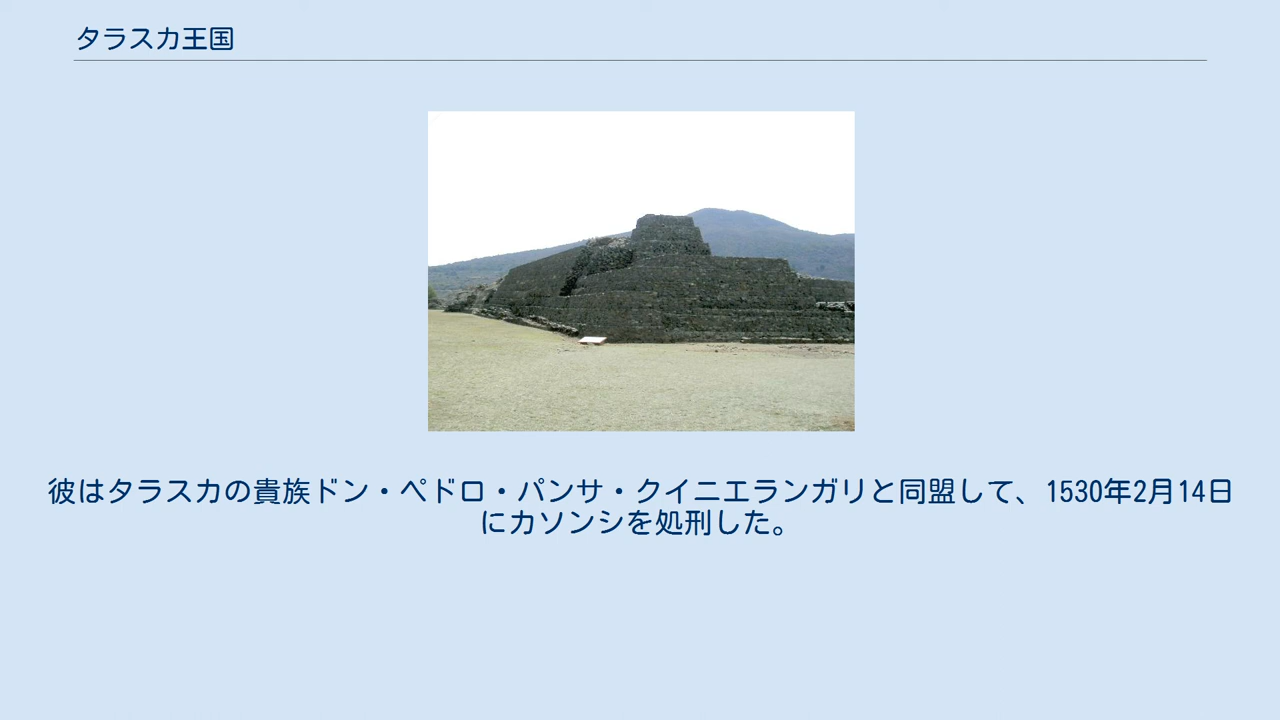 タラスカ王国
彼はタラスカの貴族ドン・ペドロ・パンサ・クイニエランガリと同盟して、1530年2月14日
にカソンシを処刑した。